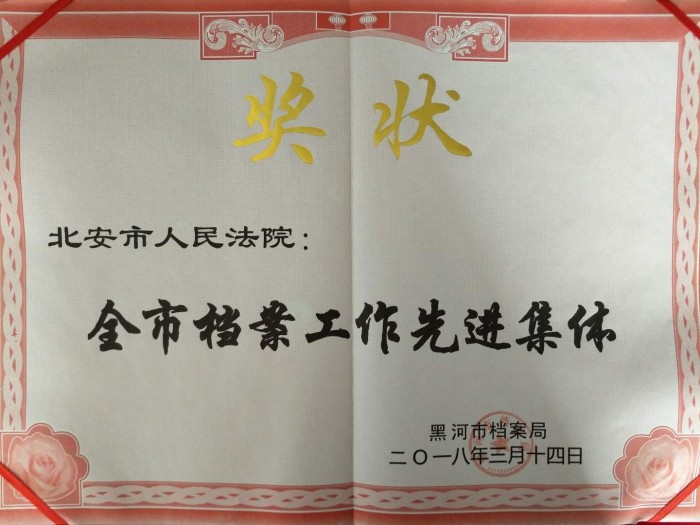 奖状
北安市人民法院：
全市档案工作先进集体
黑河市档案局
二〇一八年三月十四日